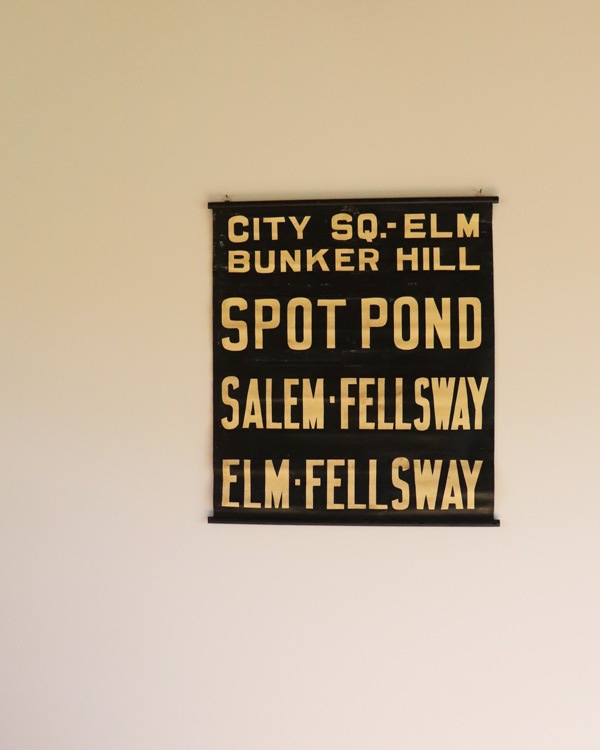 CITY SQ.-ELM
BUNKER HILL
SPOT POND
SALEM·FELLSWAY
ELM·FELLSWAY